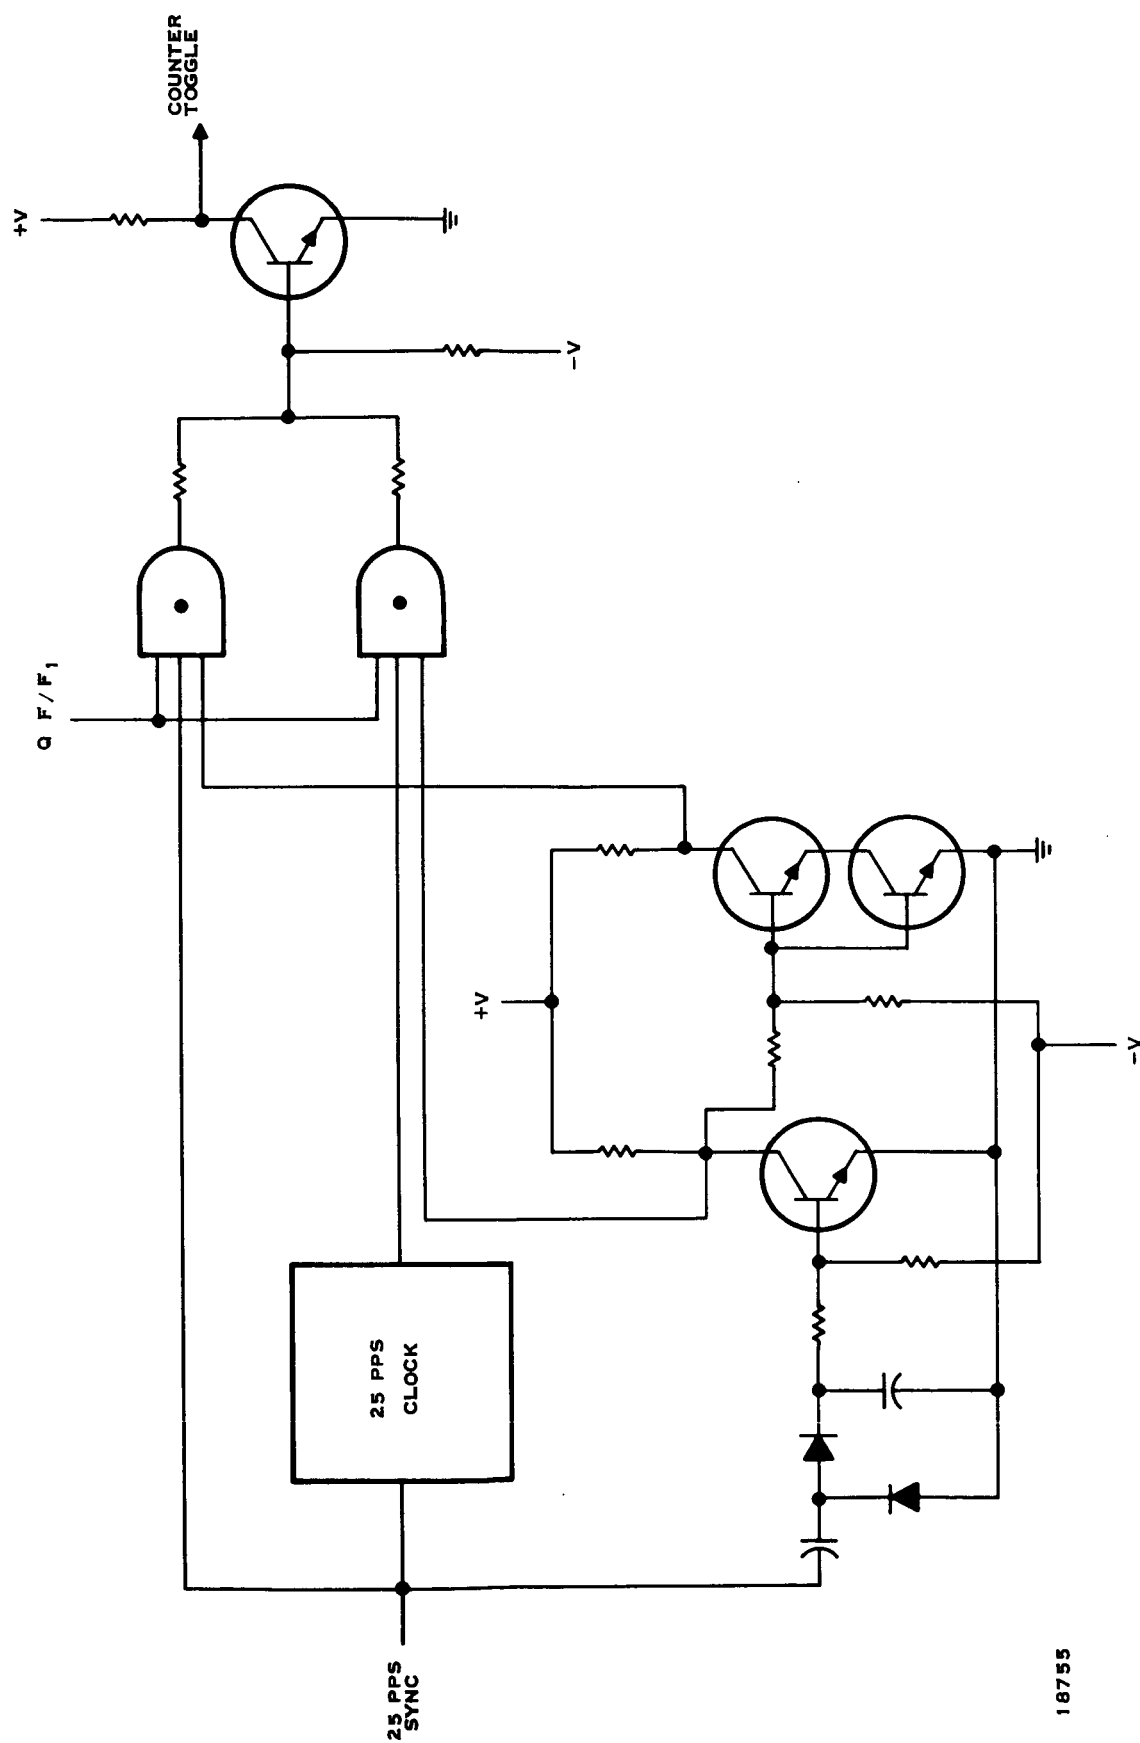 COUNTER
TOGGLE
+V
-V
Q F/F1
+V
-V
25 PPS
CLOCK
25 PPS
SYNC
18755